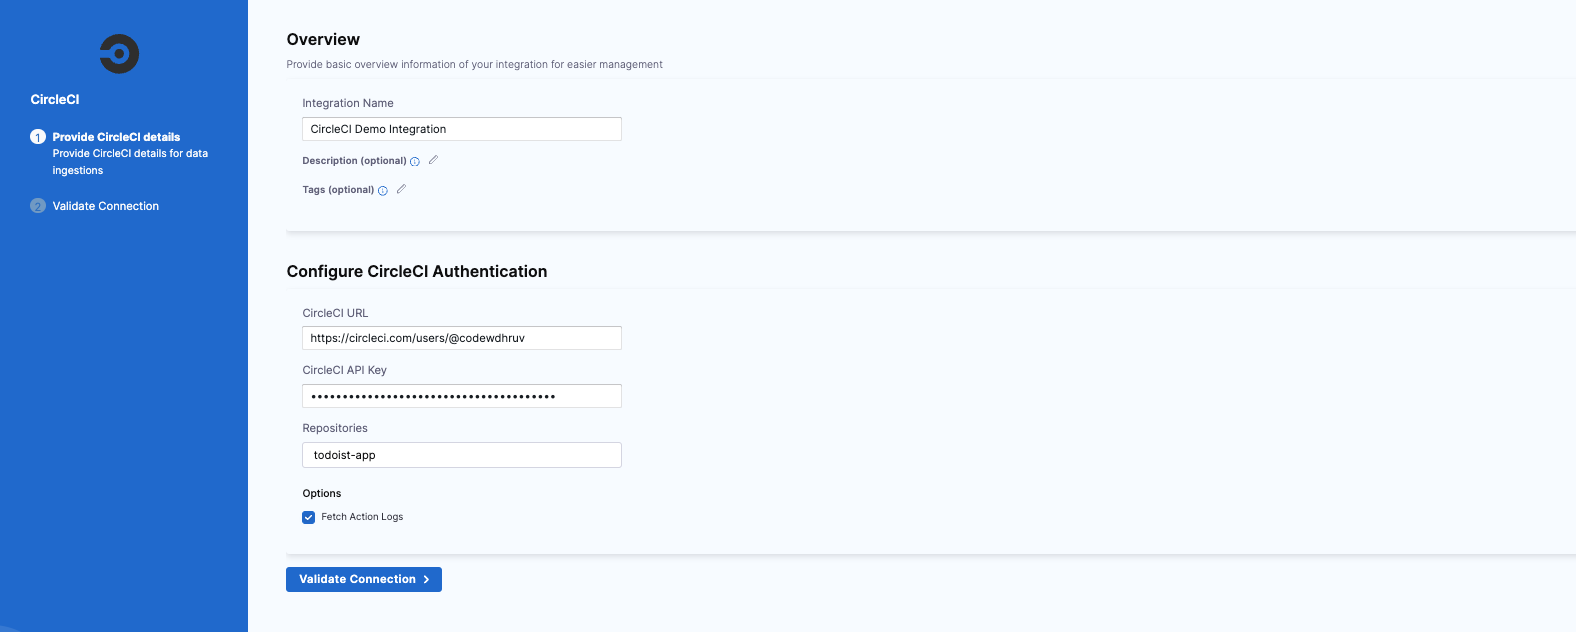 CircleCI
1 Provide CircleCI details
Provide CircleCI details for data
ingestions
2 Validate Connection
Overview
Provide basic overview information of your integration for easier management
Integration Name
CircleCI Demo Integration
Description (optional)
Tags (optional)
Configure CircleCI Authentication
CircleCI URL
https://circleci.com/users/@codewdhruv
CircleCI API Key
•••••••••••••••••••••••••••••••••••••••
Repositories
todoist-app
Options
Fetch Action Logs
Validate Connection